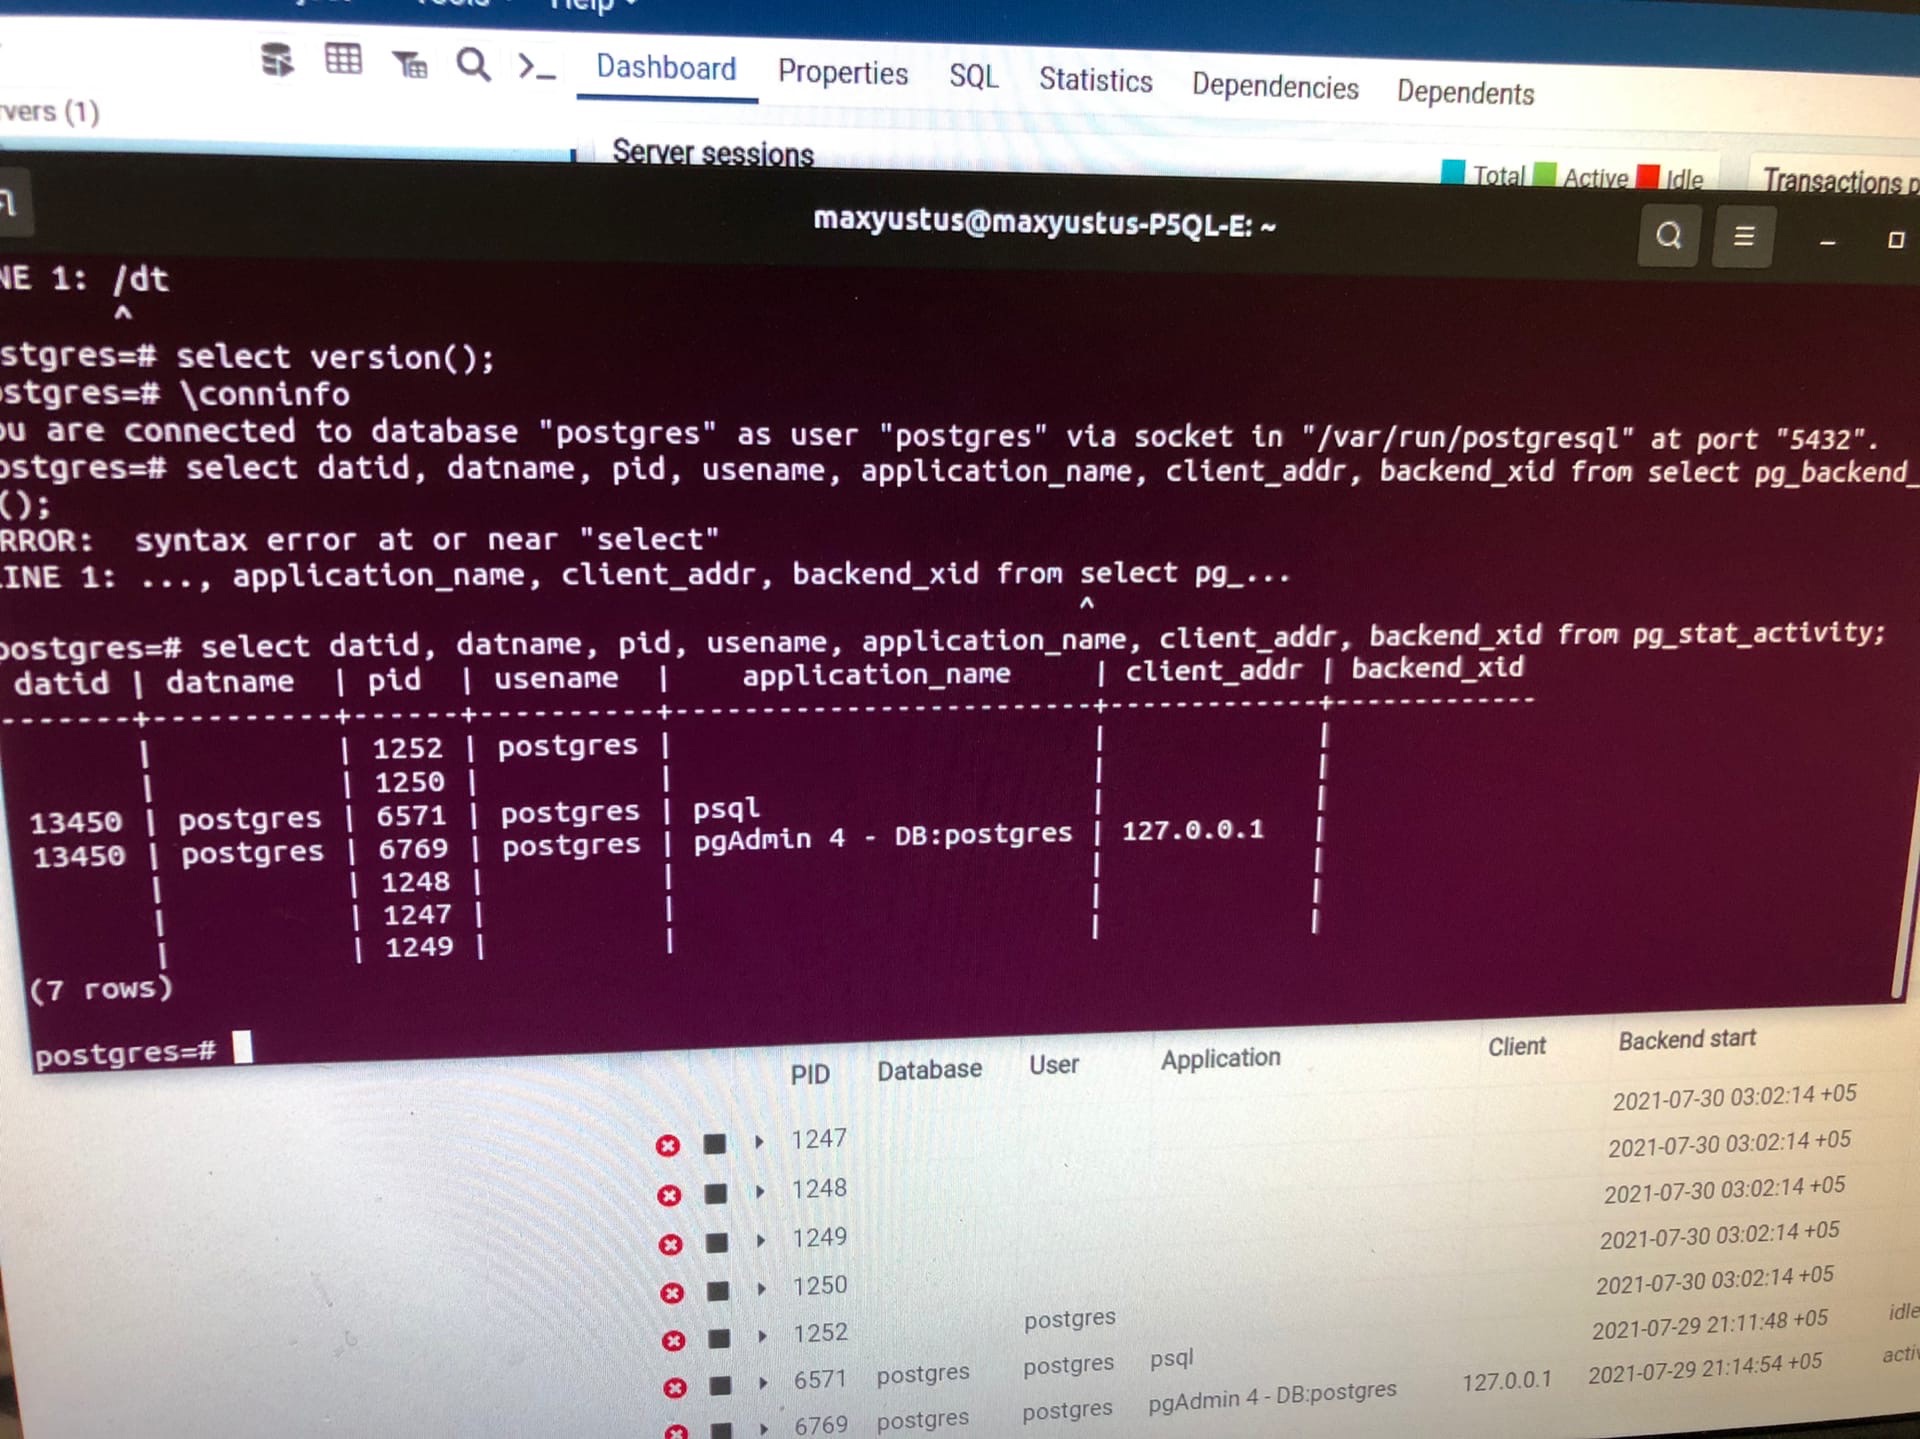 Help
Dashboard Properties SQL Statistics Dependencies Dependents
vers (1)
Server sessions
Total Active Idle
Transactions p
maxyustus@maxyustus-P5QL-E: ~
NE 1: /dt
^
stgres=# select version();
ostgres=# \conninfo
ou are connected to database "postgres" as user "postgres" via socket in "/var/run/postgresql" at port "5432".
ostgres=# select datid, datname, pid, usename, application_name, client_addr, backend_xid from select pg_backend_
();
RROR:  syntax error at or near "select"
LINE 1: ..., application_name, client_addr, backend_xid from select pg_...
^
postgres=# select datid, datname, pid, usename, application_name, client_addr, backend_xid from pg_stat_activity;
datid | datname | pid | usename | application_name | client_addr | backend_xid
-------+----------+------+----------+------------------------+-------------+-------------
| | 1252 | postgres | | |
| | 1250 | | | |
13450 | postgres | 6571 | postgres | psql | |
13450 | postgres | 6769 | postgres | pgAdmin 4 - DB:postgres | 127.0.0.1 |
| | 1248 | | | |
| | 1247 | | | |
| | 1249 | | | |
(7 rows)
postgres=#
PID Database User Application Client Backend start
1247 2021-07-30 03:02:14 +05
1248 2021-07-30 03:02:14 +05
1249 2021-07-30 03:02:14 +05
1250 2021-07-30 03:02:14 +05
1252 postgres 2021-07-30 03:02:14 +05
6571 postgres postgres psql 2021-07-29 21:11:48 +05 idle
6769 postgres postgres pgAdmin 4 - DB:postgres 127.0.0.1 2021-07-29 21:14:54 +05